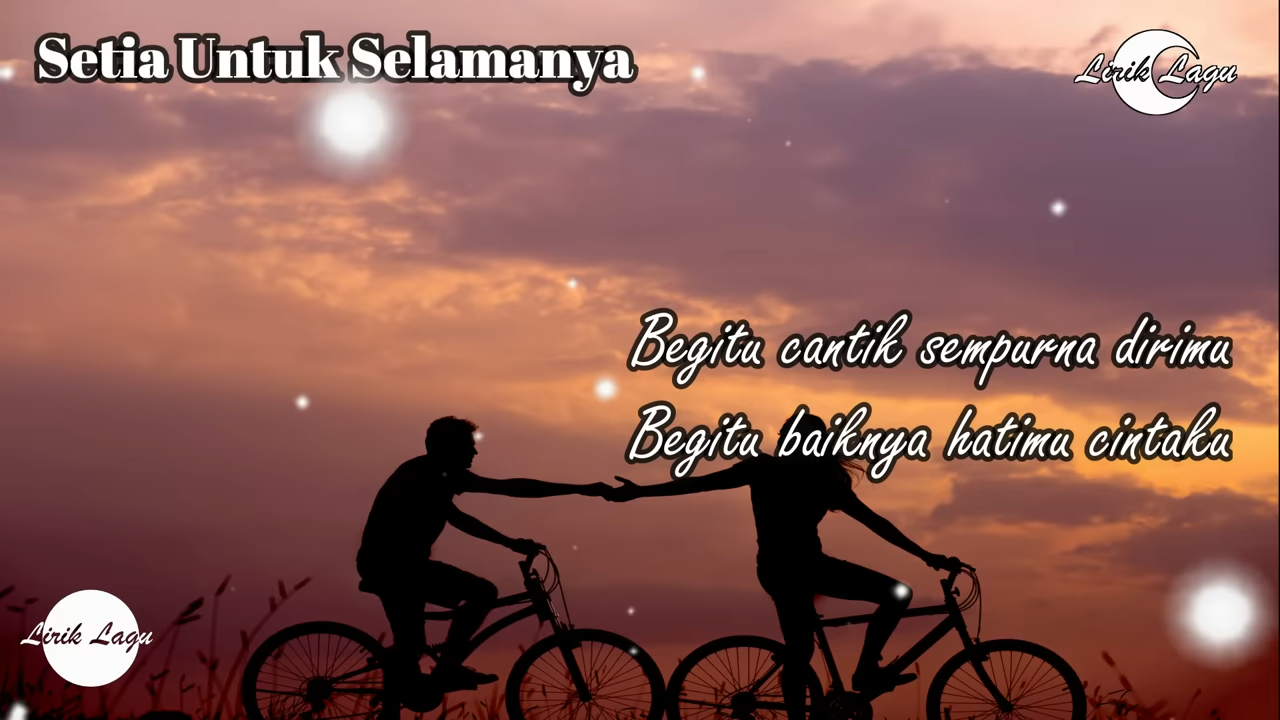 Setia Untuk Selamanya
Lirik Lagu
Begitu cantik sempurna dirimu
Begitu baiknya hatimu cintaku
Lirik Lagu